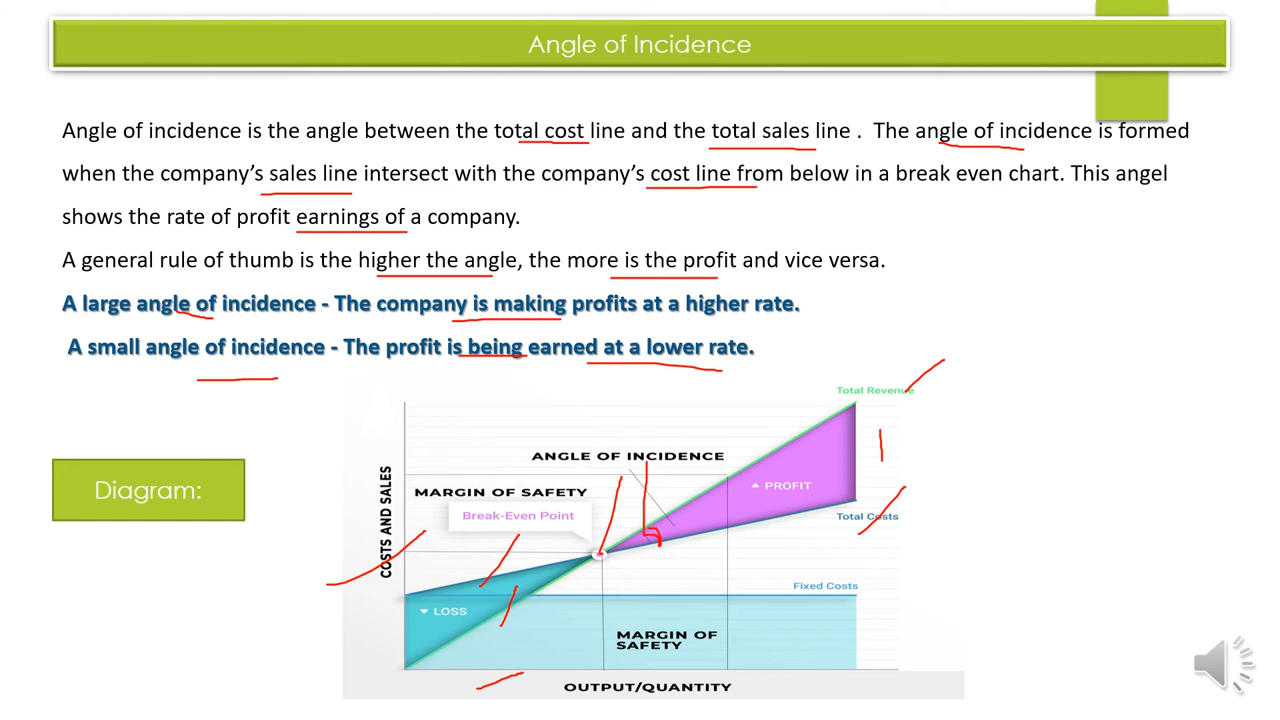 Angle of Incidence
Angle of incidence is the angle between the total cost line and the total sales line .  The angle of incidence is formed
when the company’s sales line intersect with the company’s cost line from below in a break even chart. This angel
shows the rate of profit earnings of a company.
A general rule of thumb is the higher the angle, the more is the profit and vice versa.
A large angle of incidence - The company is making profits at a higher rate.
A small angle of incidence - The profit is being earned at a lower rate.
Diagram:
Total Revenue
ANGLE OF INCIDENCE
MARGIN OF SAFETY
PROFIT
Break-Even Point
Total Costs
COSTS AND SALES
Fixed Costs
LOSS
MARGIN OF
SAFETY
OUTPUT/QUANTITY